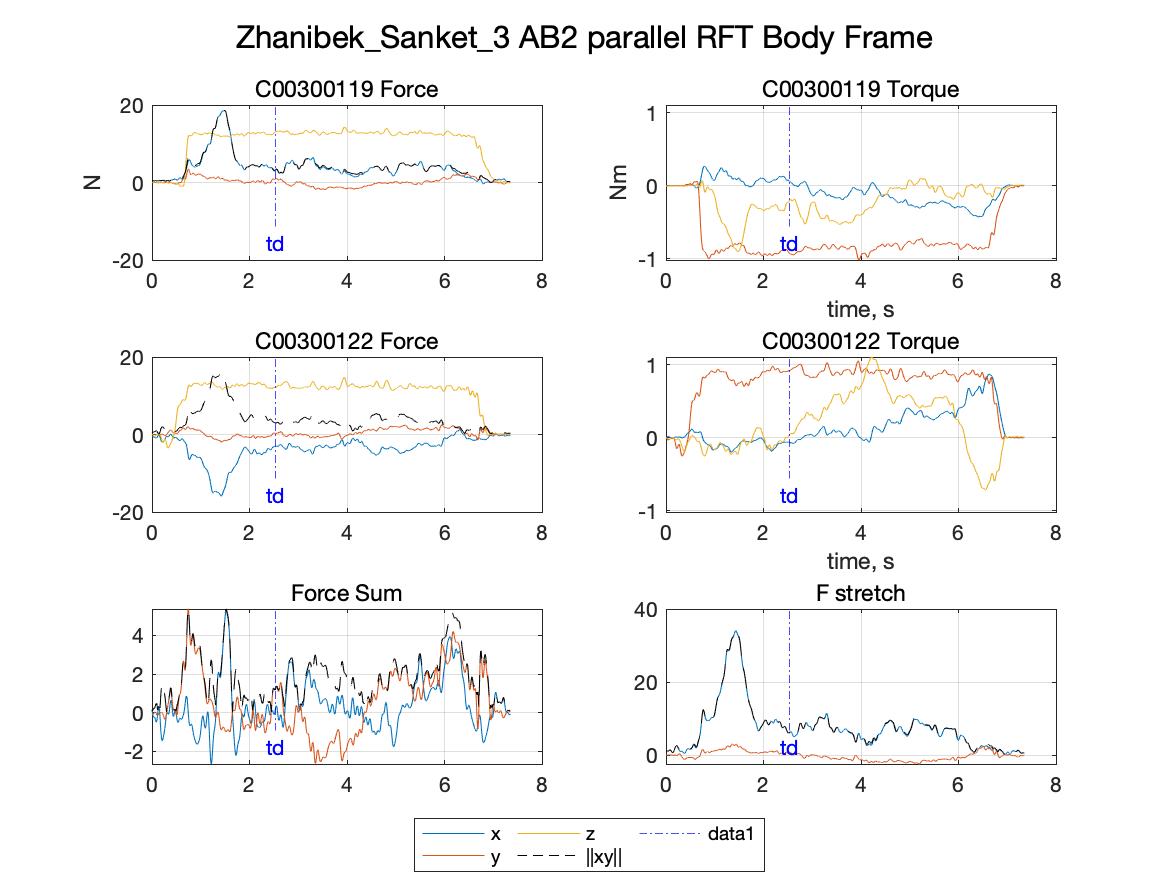 Zhanibek_Sanket_3 AB2 parallel RFT Body Frame
C00300119 Force
20
0
-20
N
td
0 2 4 6 8
C00300119 Torque
1
0
-1
Nm
td
0 2 4 6 8
time, s
C00300122 Force
20
0
-20
td
0 2 4 6 8
C00300122 Torque
1
0
-1
td
0 2 4 6 8
time, s
Force Sum
4
2
0
-2
td
0 2 4 6 8
F stretch
40
20
0
td
0 2 4 6 8
x z data1
y ||xy||